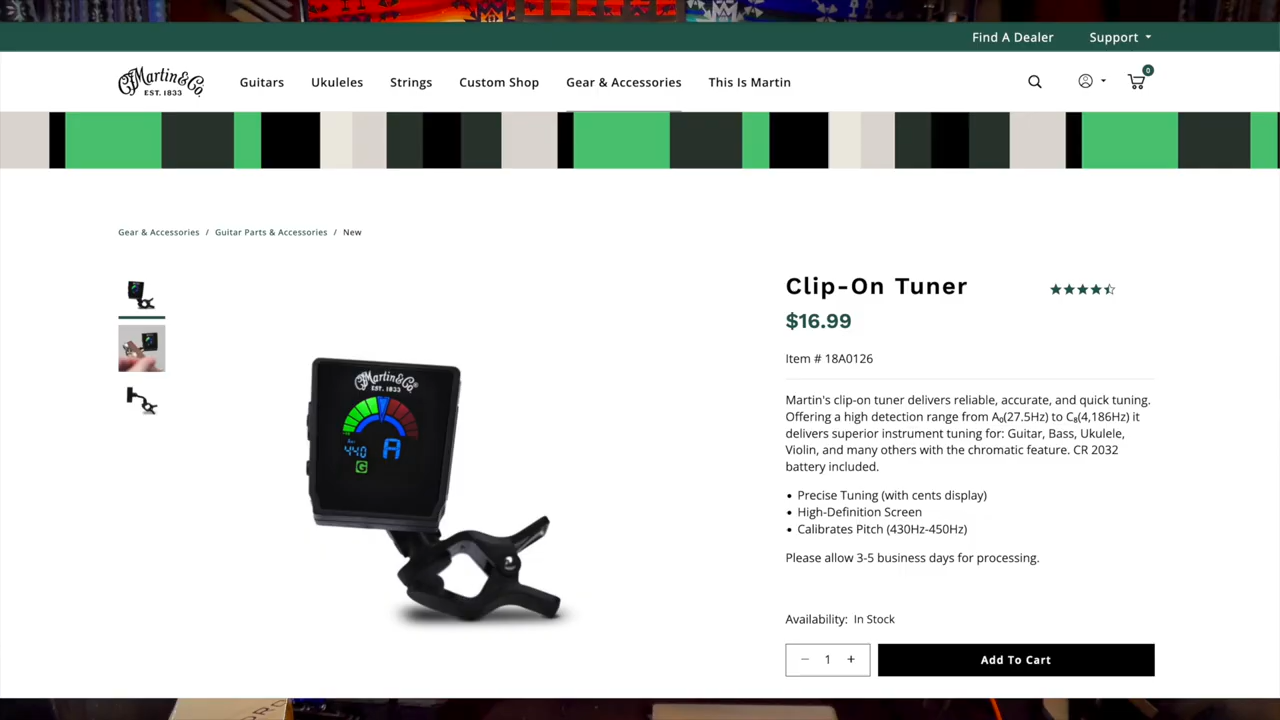 Find A Dealer Support
Martin & Co.
EST. 1833
Guitars Ukuleles Strings Custom Shop Gear & Accessories This Is Martin
0
Gear & Accessories / Guitar Parts & Accessories / New
Clip-On Tuner
$16.99
Item # 18A0126
Martin's clip-on tuner delivers reliable, accurate, and quick tuning.
Offering a high detection range from A₀(27.5Hz) to C₈(4,186Hz) it
delivers superior instrument tuning for: Guitar, Bass, Ukulele,
Violin, and many others with the chromatic feature. CR 2032
battery included.
• Precise Tuning (with cents display)
• High-Definition Screen
• Calibrates Pitch (430Hz-450Hz)
Please allow 3-5 business days for processing.
Availability: In Stock
− 1 +
Add To Cart
Martin & Co.®
EST. 1833
440 A
G